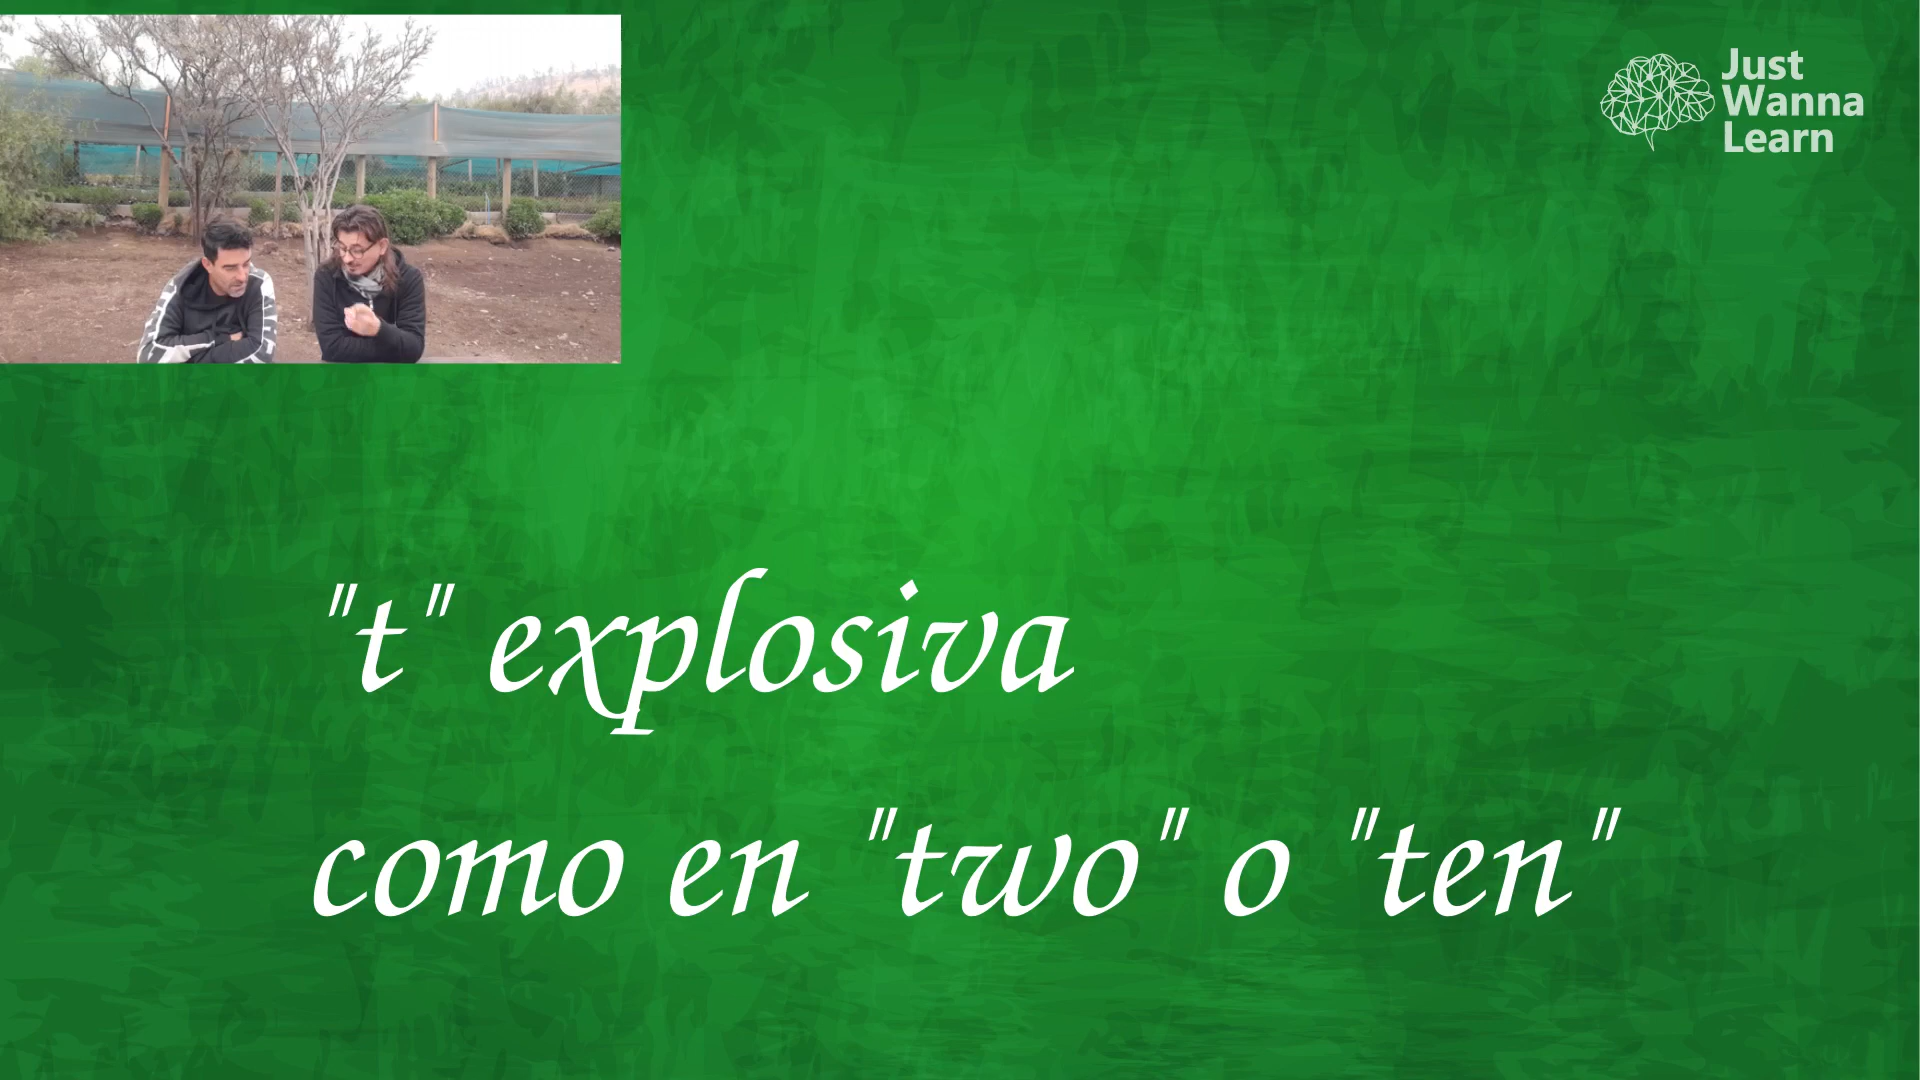 Just
Wanna
Learn
"t" explosiva
como en "two" o "ten"